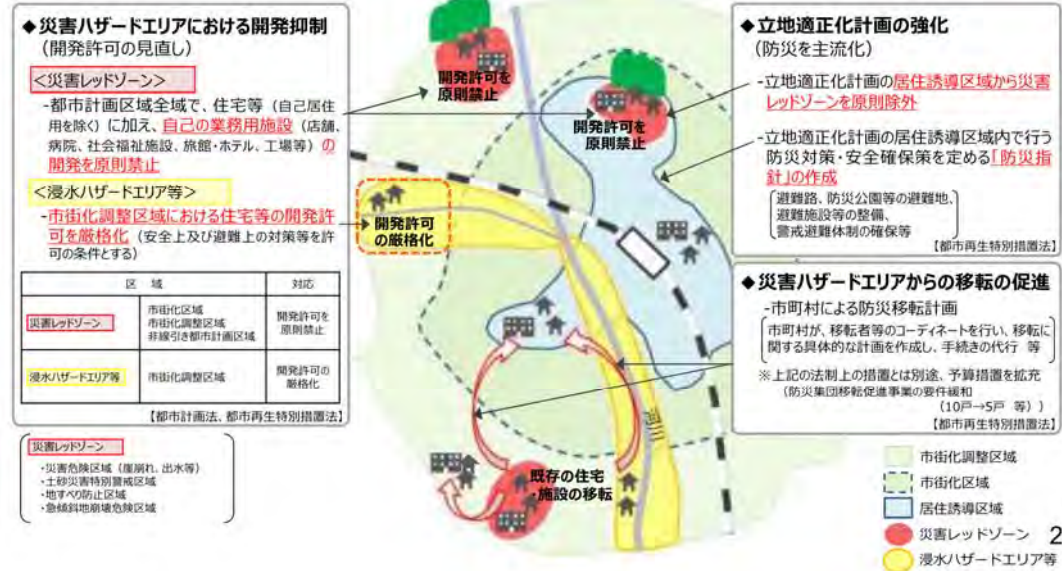 ◆災害ハザードエリアにおける開発抑制
（開発許可の見直し）
＜災害レッドゾーン＞
-都市計画区域全域で、住宅等（自己居住
用を除く）に加え、自己の業務用施設（店舗、
病院、社会福祉施設、旅館・ホテル、工場等）の
開発を原則禁止
＜浸水ハザードエリア等＞
-市街化調整区域における住宅等の開発許
可を厳格化（安全上及び避難上の対策等を許
可の条件とする）
区　域 対応
災害レッドゾーン
市街化区域
市街化調整区域
非線引き都市計画区域
開発許可を
原則禁止
浸水ハザードエリア等 市街化調整区域
開発許可の
厳格化
【都市計画法、都市再生特別措置法】
災害レッドゾーン
・災害危険区域（崖崩れ、出水等）
・土砂災害特別警戒区域
・地すべり防止区域
・急傾斜地崩壊危険区域
開発許可を
原則禁止
開発許可を
原則禁止
開発許可
の厳格化
河川
既存の住宅
・施設の移転
◆立地適正化計画の強化
（防災を主流化）
-立地適正化計画の居住誘導区域から災害
レッドゾーンを原則除外
-立地適正化計画の居住誘導区域内で行う
防災対策・安全確保策を定める「防災指
針」の作成
避難路、防災公園等の避難地、
避難施設等の整備、
警戒避難体制の確保等
【都市再生特別措置法】
◆災害ハザードエリアからの移転の促進
-市町村による防災移転計画
市町村が、移転者等のコーディネートを行い、移転に
関する具体的な計画を作成し、手続きの代行 等
※上記の法制上の措置とは別途、予算措置を拡充
（防災集団移転促進事業の要件緩和
（10戸→5戸 等））
【都市再生特別措置法】
市街化調整区域
市街化区域
居住誘導区域
災害レッドゾーン
浸水ハザードエリア等
2